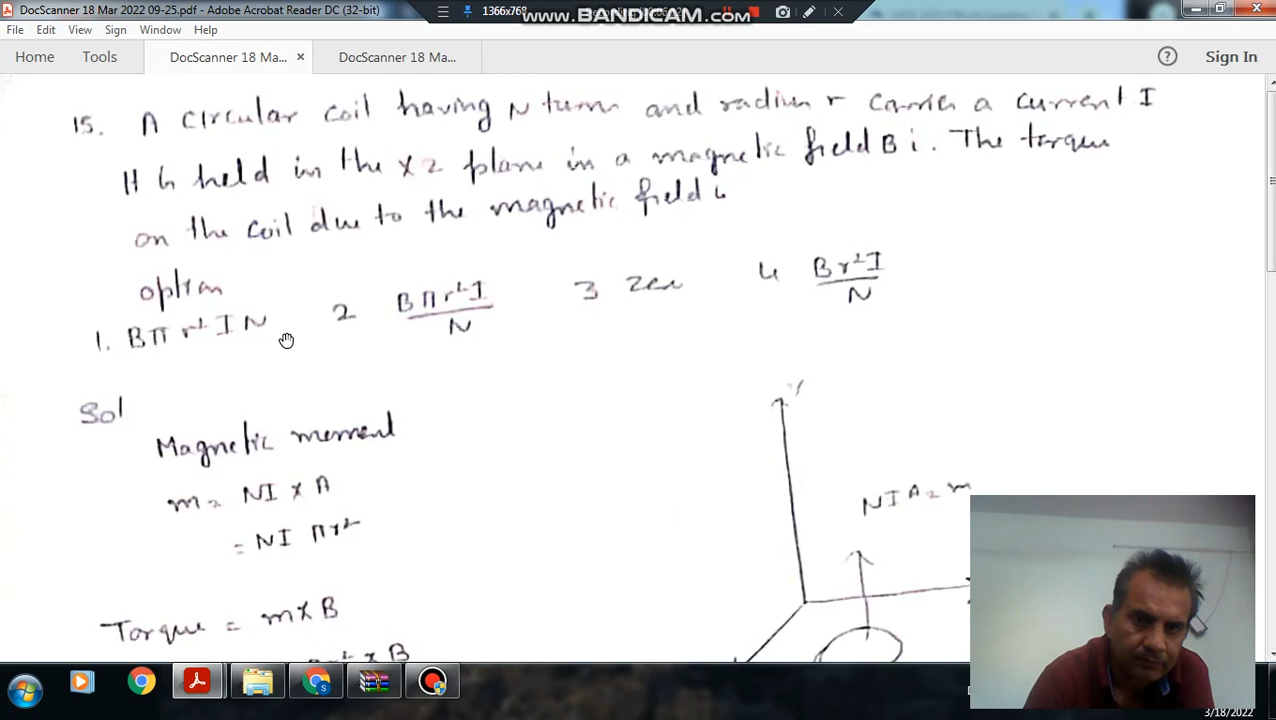 DocScanner 18 Mar 2022 09-25.pdf - Adobe Acrobat Reader DC (32-bit)
1366x768
www.BANDICAM.com
File Edit View Sign Window Help
Home Tools DocScanner 18 Ma... × DocScanner 18 Ma... Sign In
15. A circular coil having N turns and radius r carries a current I
It is held in the XZ plane in a magnetic field B i. The torque
on the coil due to the magnetic field is
option
1. Bπr²IN 2 Bπr²I/N 3 zero 4 Br²I/N
Sol
Y
Magnetic moment
m = NI × A
NIA = m
= NI πr²
Torque = m×B
× B
3/18/2022